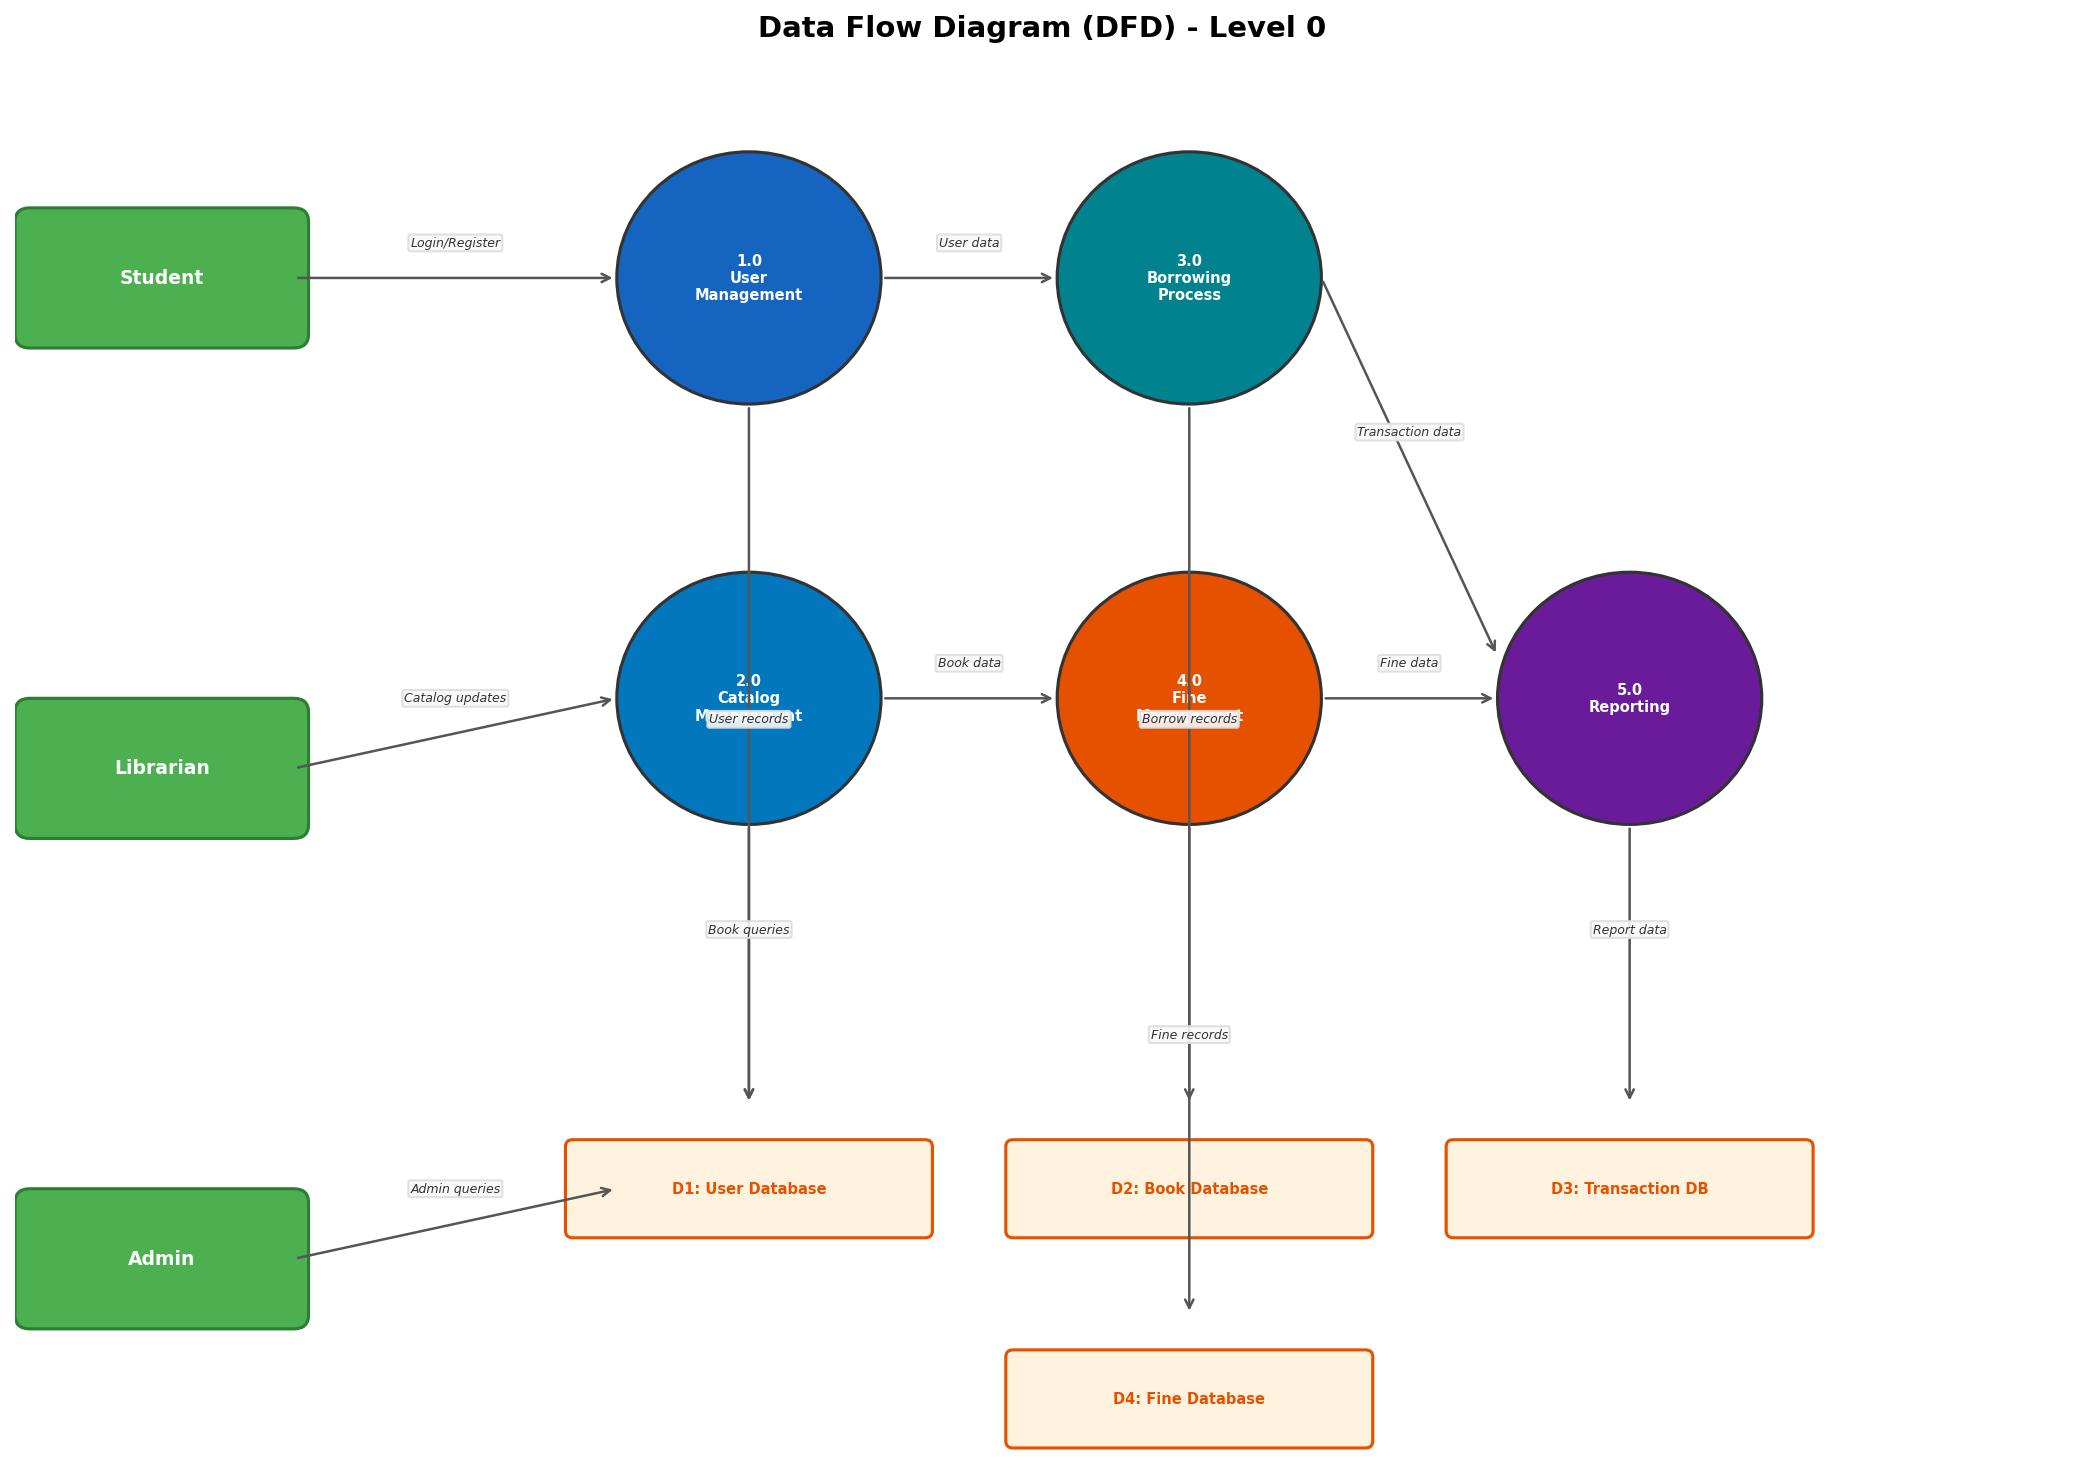 Data Flow Diagram (DFD) - Level 0
Student
Login/Register
1.0
User
Management
User data
3.0
Borrowing
Process
Transaction data
Librarian
Catalog updates
2.0
Catalog
User records
Book data
4.0
Fine
Borrow records
Fine data
5.0
Reporting
Book queries
Fine records
Report data
Admin
Admin queries
D1: User Database
D2: Book Database
D3: Transaction DB
D4: Fine Database